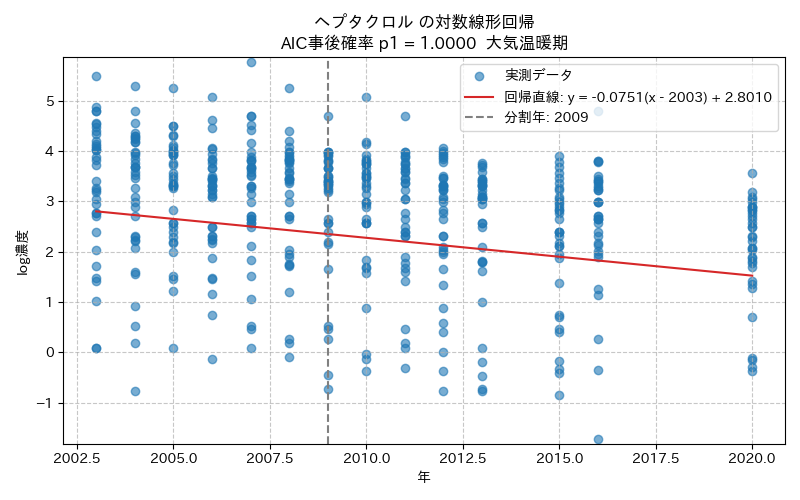 ヘプタクロル の対数線形回帰
AIC事後確率 p1 = 1.0000  大気温暖期
実測データ
回帰直線: y = -0.0751(x - 2003) + 2.8010
分割年: 2009
log濃度
5
4
3
2
1
0
−1
2002.5 2005.0 2007.5 2010.0 2012.5 2015.0 2017.5 2020.0
年